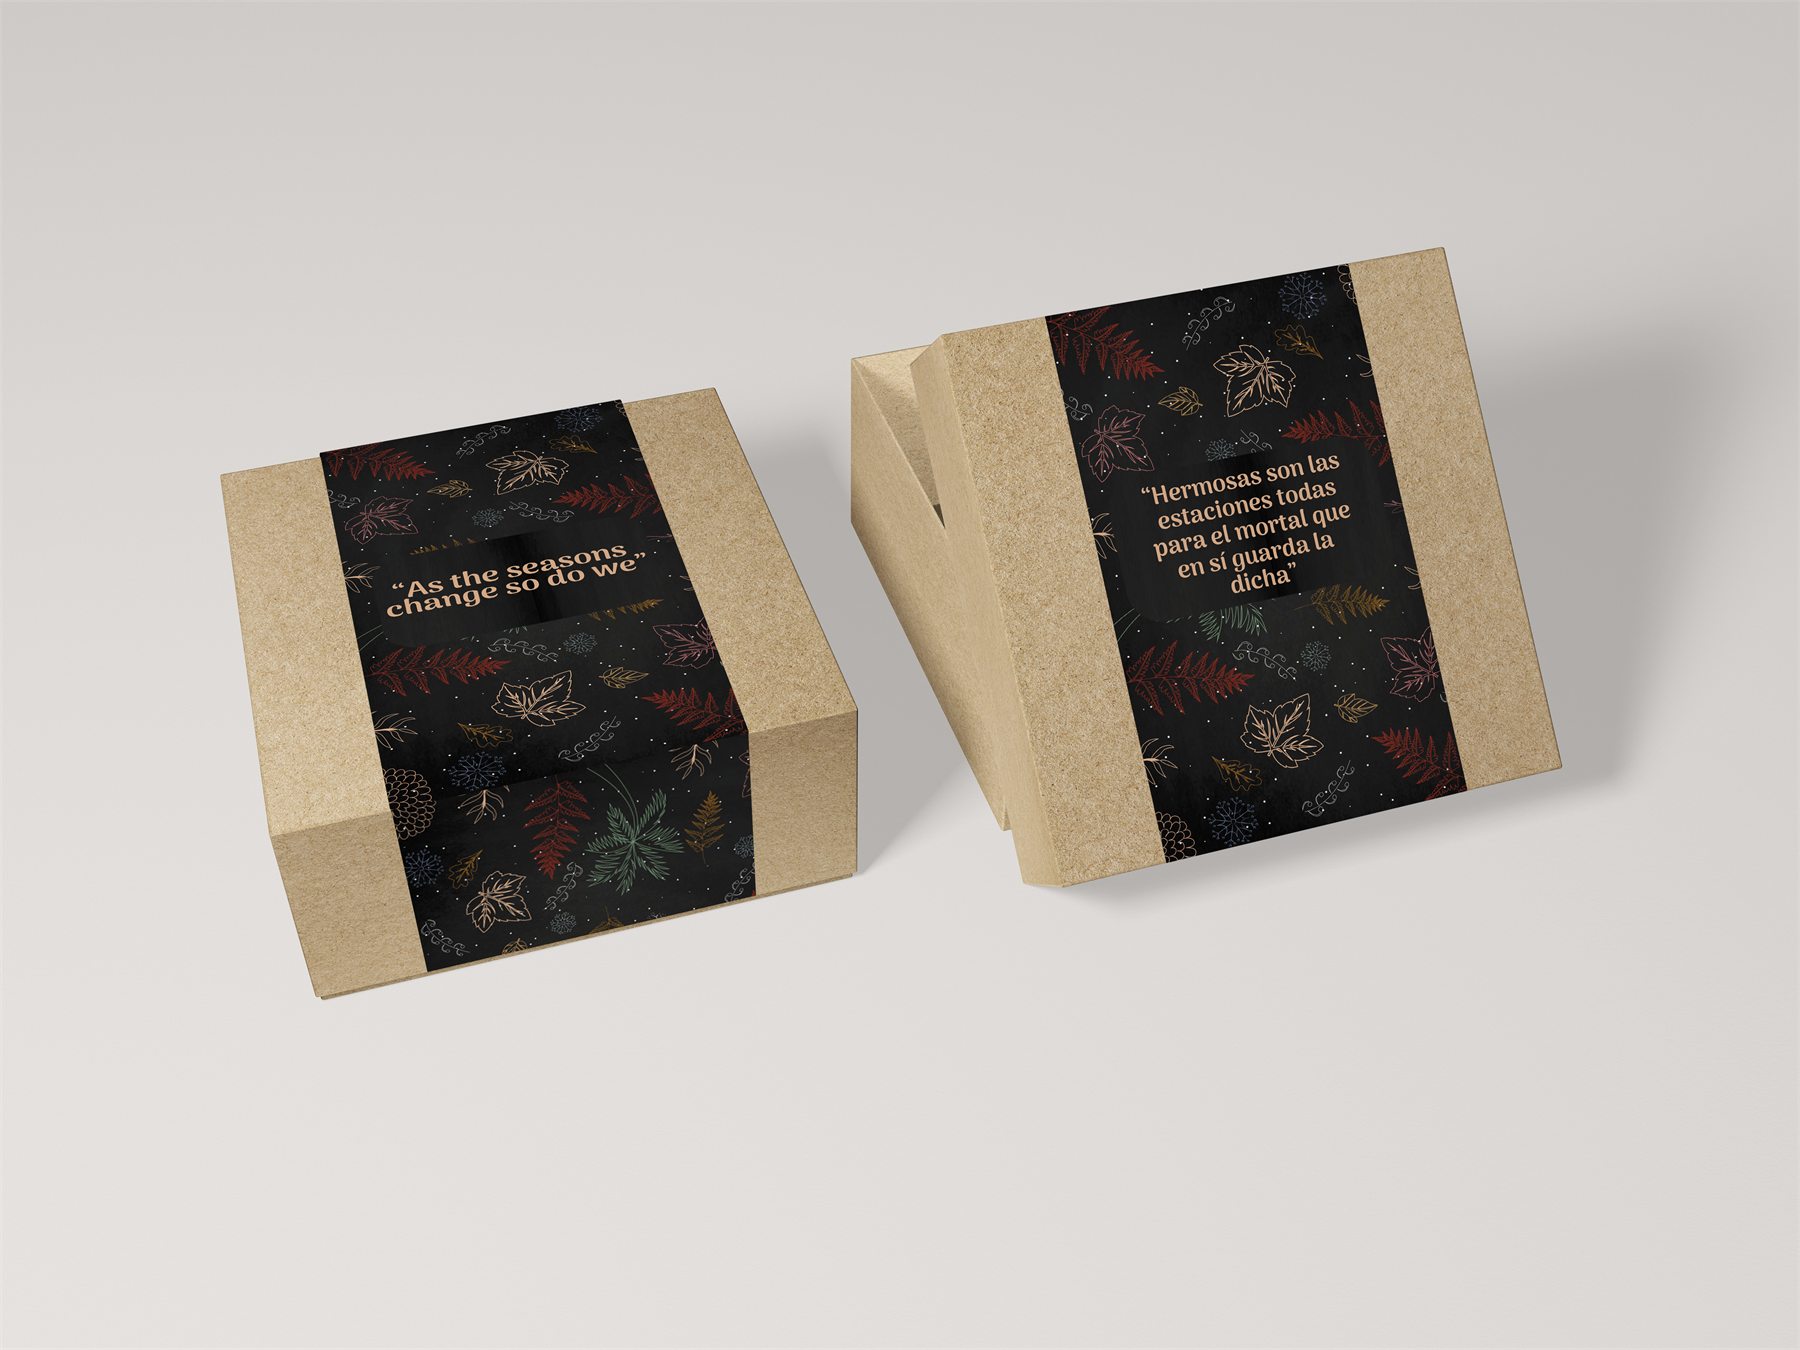 “As the seasons
change so do we”
“Hermosas son las
estaciones todas
para el mortal que
en sí guarda la
dicha”